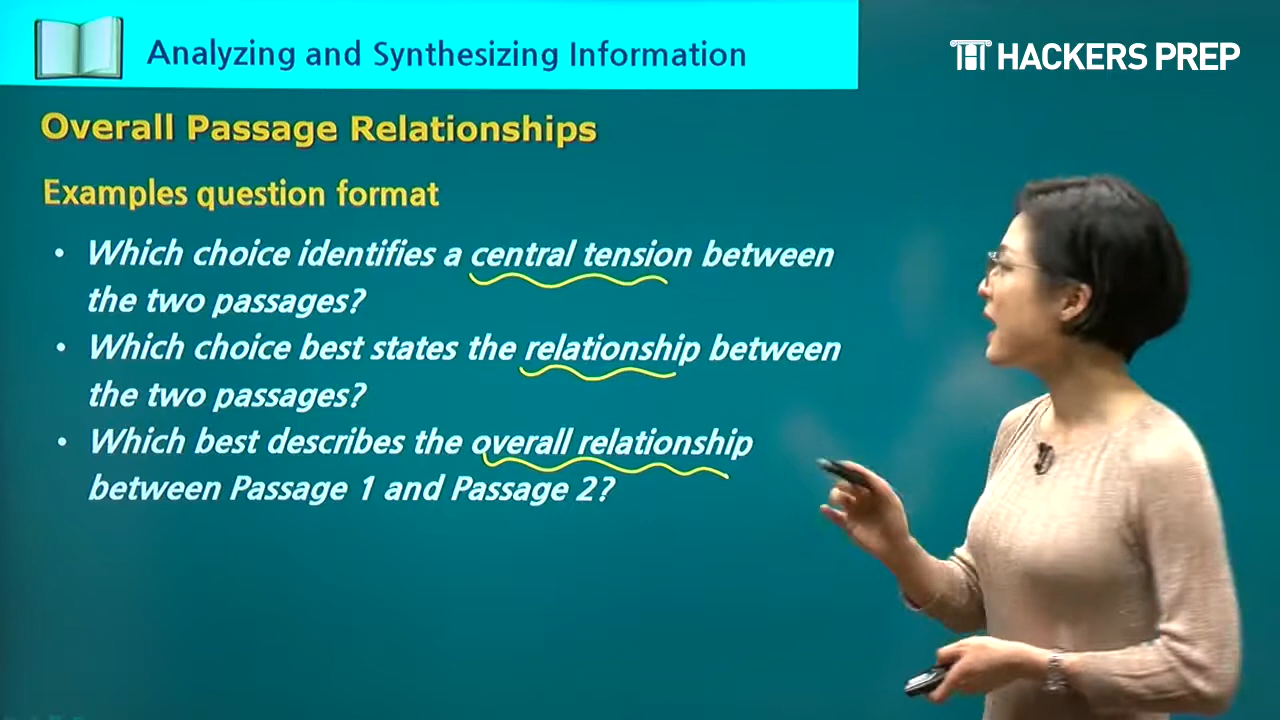 Analyzing and Synthesizing Information
HACKERS PREP
Overall Passage Relationships
Examples question format
• Which choice identifies a central tension between
the two passages?
• Which choice best states the relationship between
the two passages?
• Which best describes the overall relationship
between Passage 1 and Passage 2?